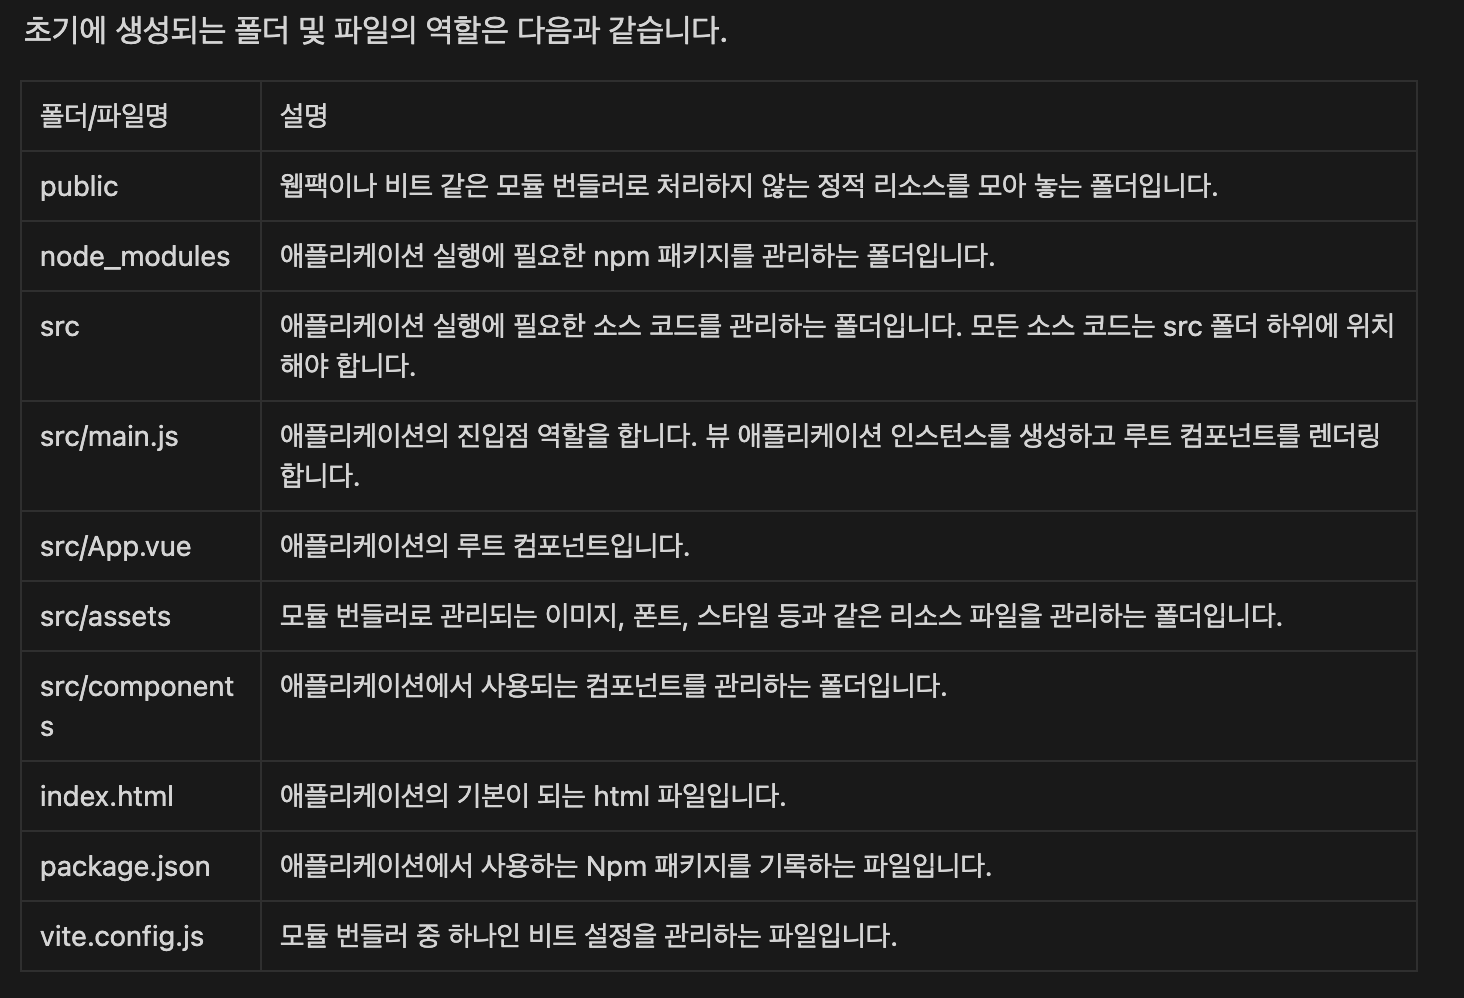 초기에 생성되는 폴더 및 파일의 역할은 다음과 같습니다.
폴더/파일명 설명
public 웹팩이나 비트 같은 모듈 번들러로 처리하지 않는 정적 리소스를 모아 놓는 폴더입니다.
node_modules 애플리케이션 실행에 필요한 npm 패키지를 관리하는 폴더입니다.
src 애플리케이션 실행에 필요한 소스 코드를 관리하는 폴더입니다. 모든 소스 코드는 src 폴더 하위에 위치
해야 합니다.
src/main.js 애플리케이션의 진입점 역할을 합니다. 뷰 애플리케이션 인스턴스를 생성하고 루트 컴포넌트를 렌더링
합니다.
src/App.vue 애플리케이션의 루트 컴포넌트입니다.
src/assets 모듈 번들러로 관리되는 이미지, 폰트, 스타일 등과 같은 리소스 파일을 관리하는 폴더입니다.
src/component 애플리케이션에서 사용되는 컴포넌트를 관리하는 폴더입니다.
s
index.html 애플리케이션의 기본이 되는 html 파일입니다.
package.json 애플리케이션에서 사용하는 Npm 패키지를 기록하는 파일입니다.
vite.config.js 모듈 번들러 중 하나인 비트 설정을 관리하는 파일입니다.